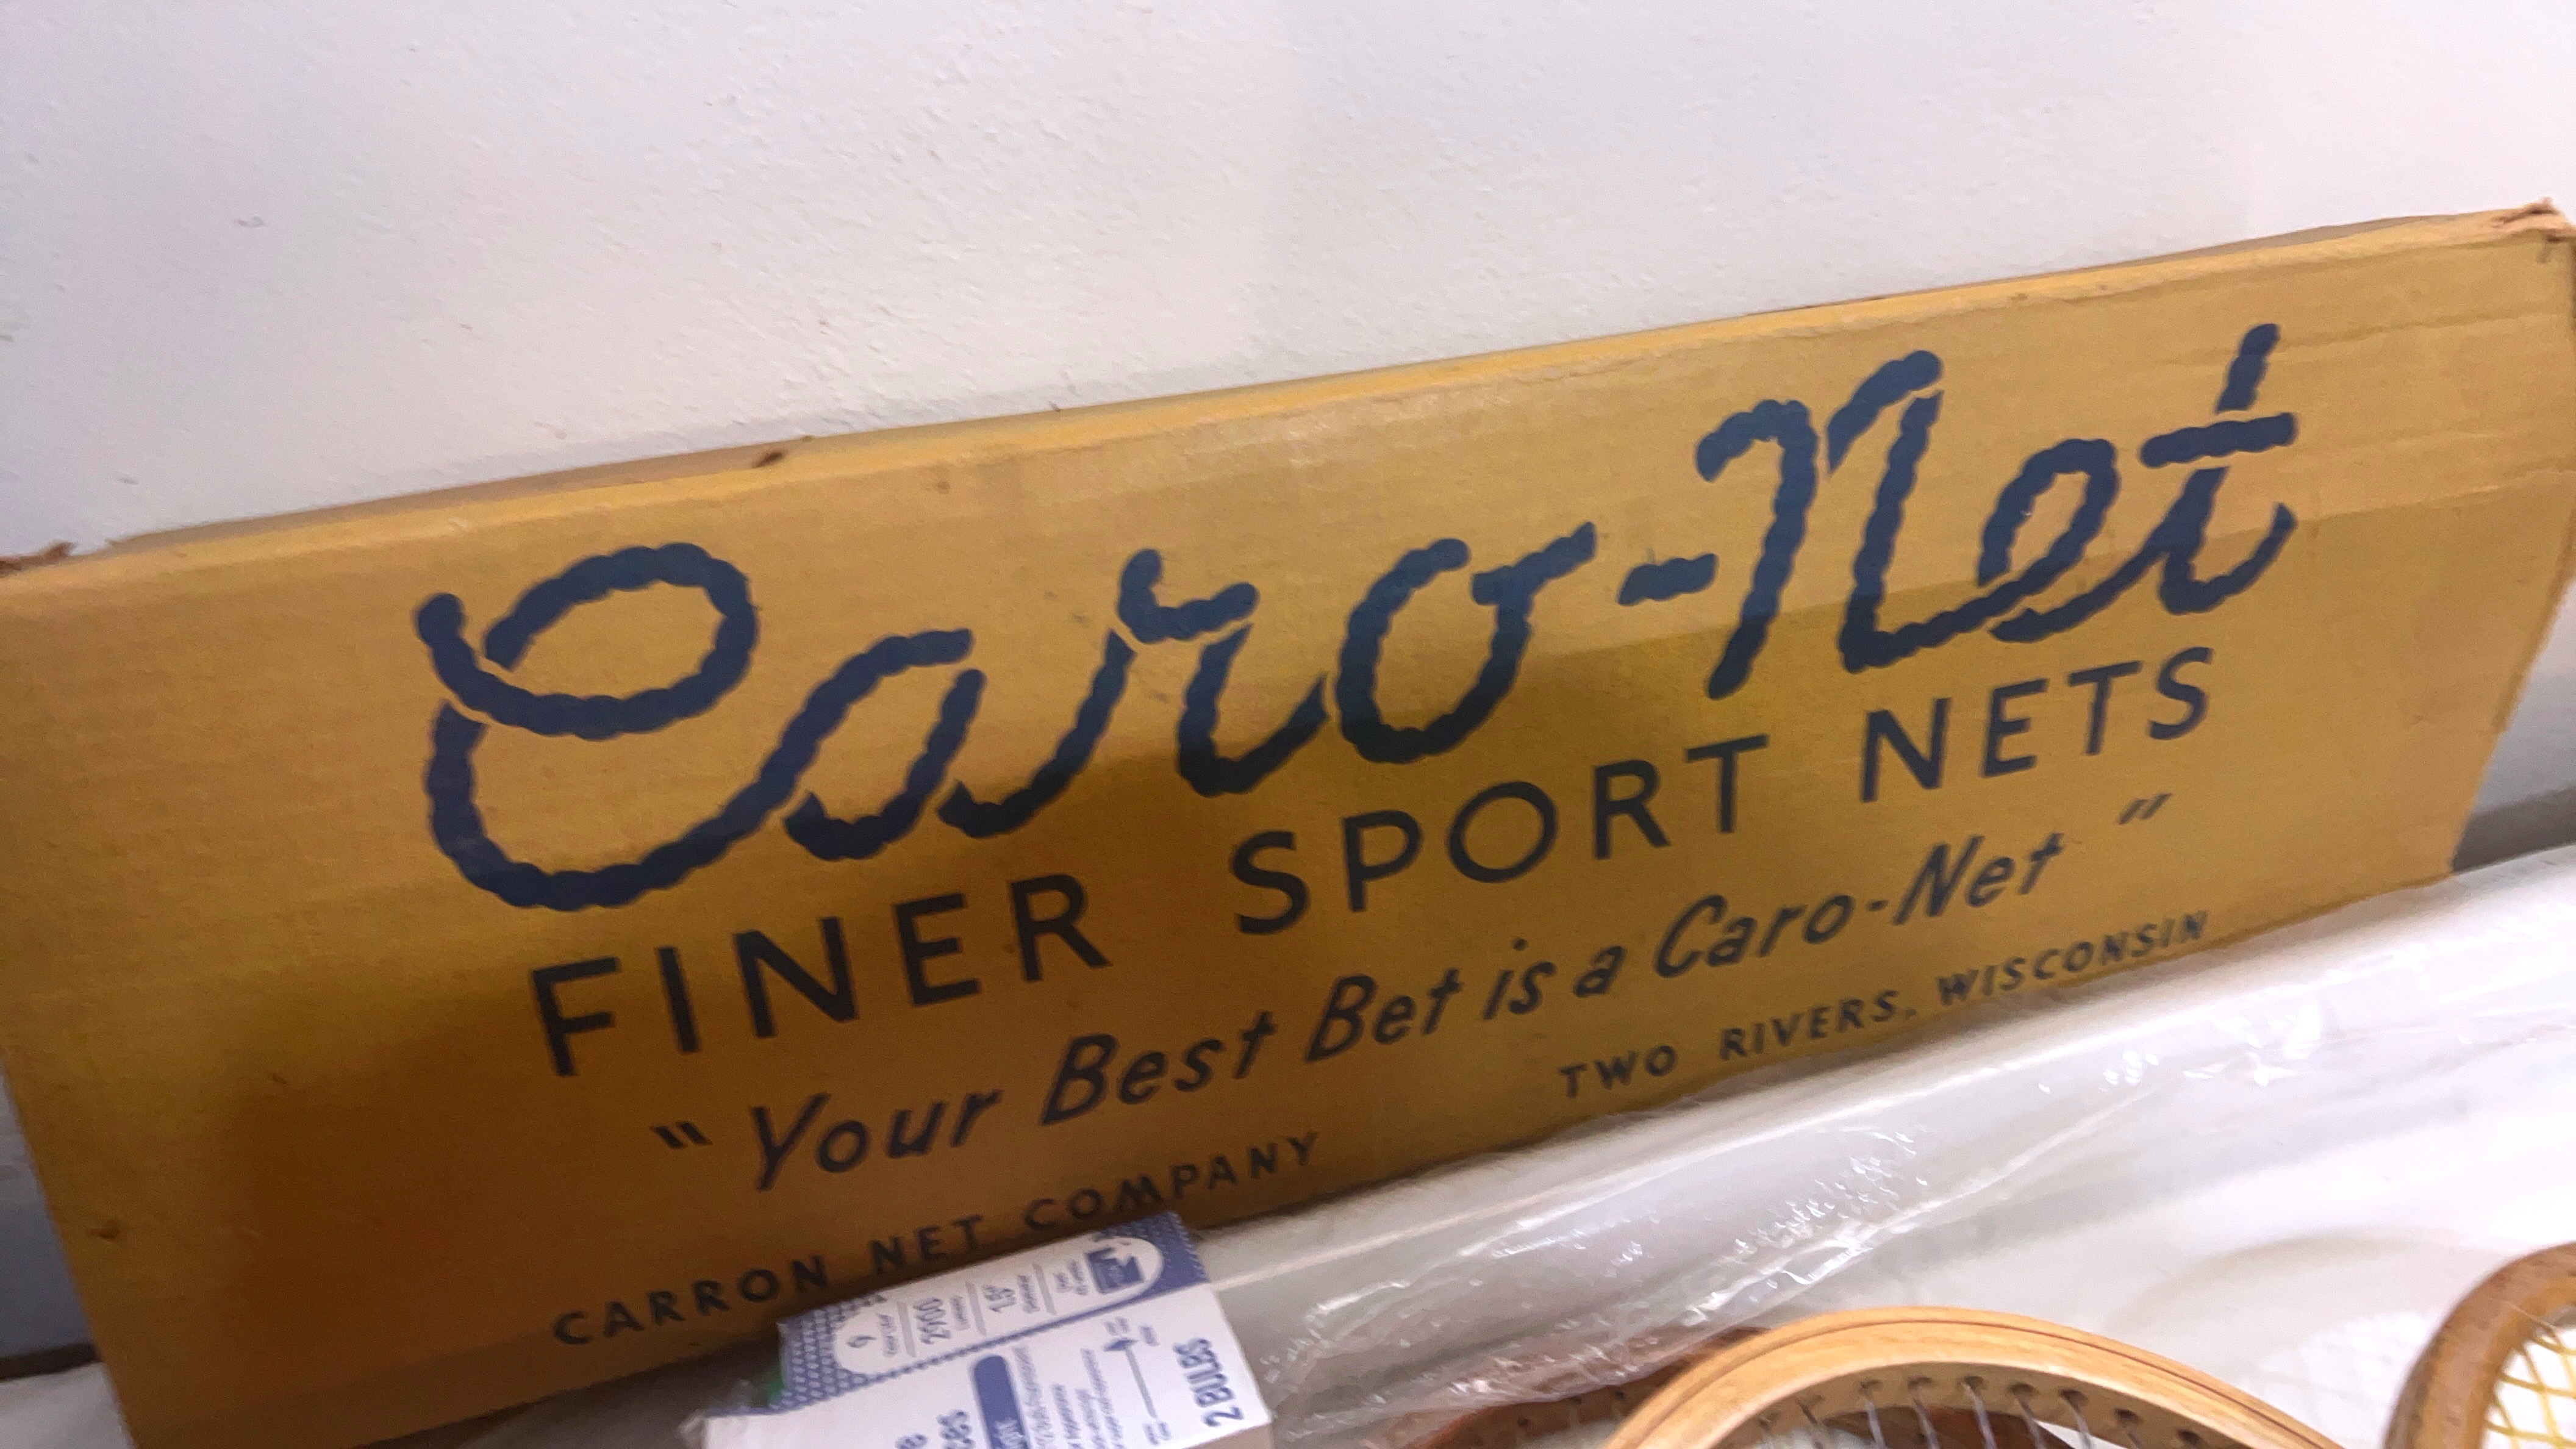 Caro-Net
FINER SPORT NETS
"Your Best Bet is a Caro-Net"
CARRON NET COMPANY TWO RIVERS, WISCONSIN
2 BULBS